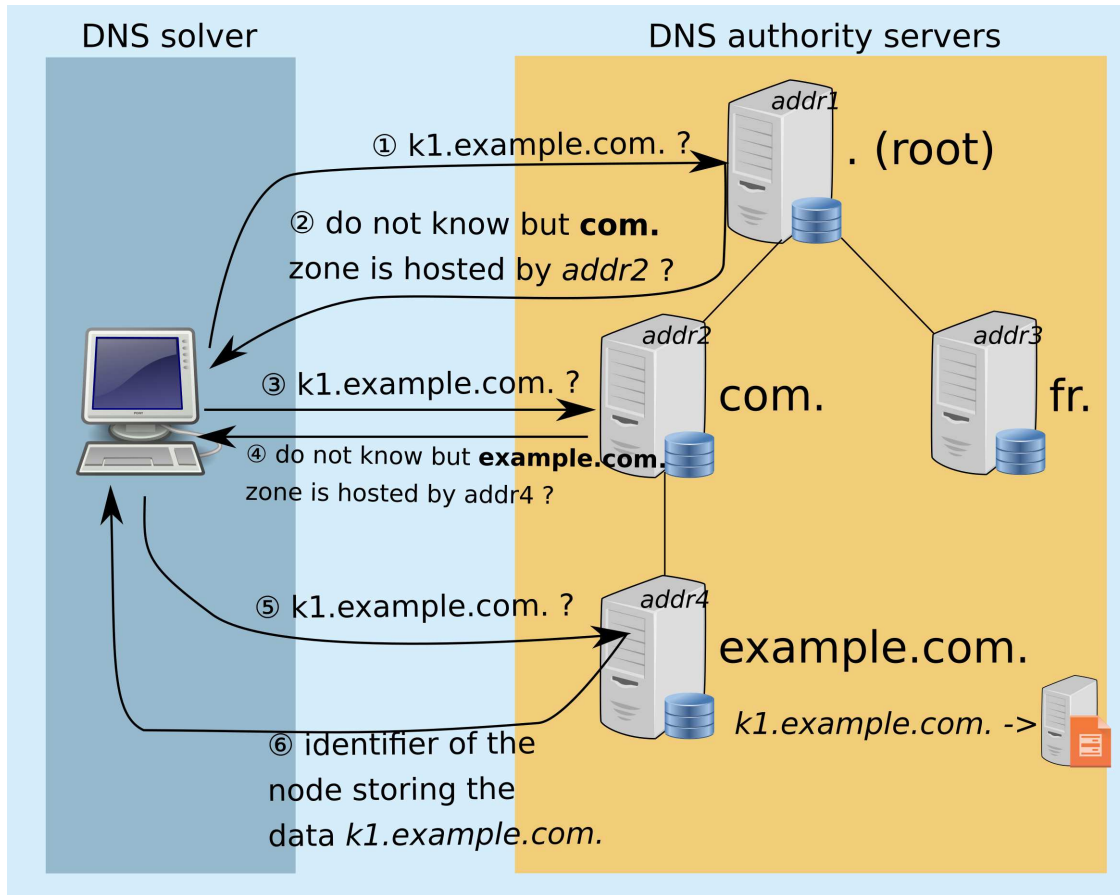 DNS solver
DNS authority servers
addr1
① k1.example.com. ?
. (root)
② do not know but com.
zone is hosted by addr2 ?
addr2
addr3
③ k1.example.com. ?
com.
fr.
④ do not know but example.com.
zone is hosted by addr4 ?
addr4
⑤ k1.example.com. ?
example.com.
k1.example.com. ->
⑥ identifier of the
node storing the
data k1.example.com.